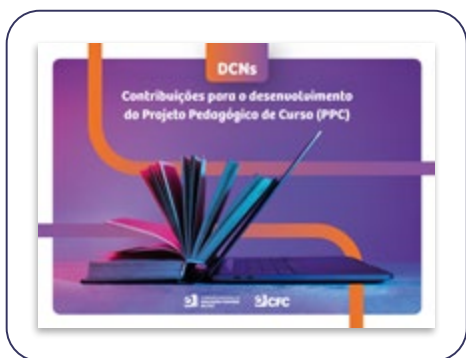 DCNs
Contribuições para o desenvolvimento
do Projeto Pedagógico de Curso (PPC)
CFC